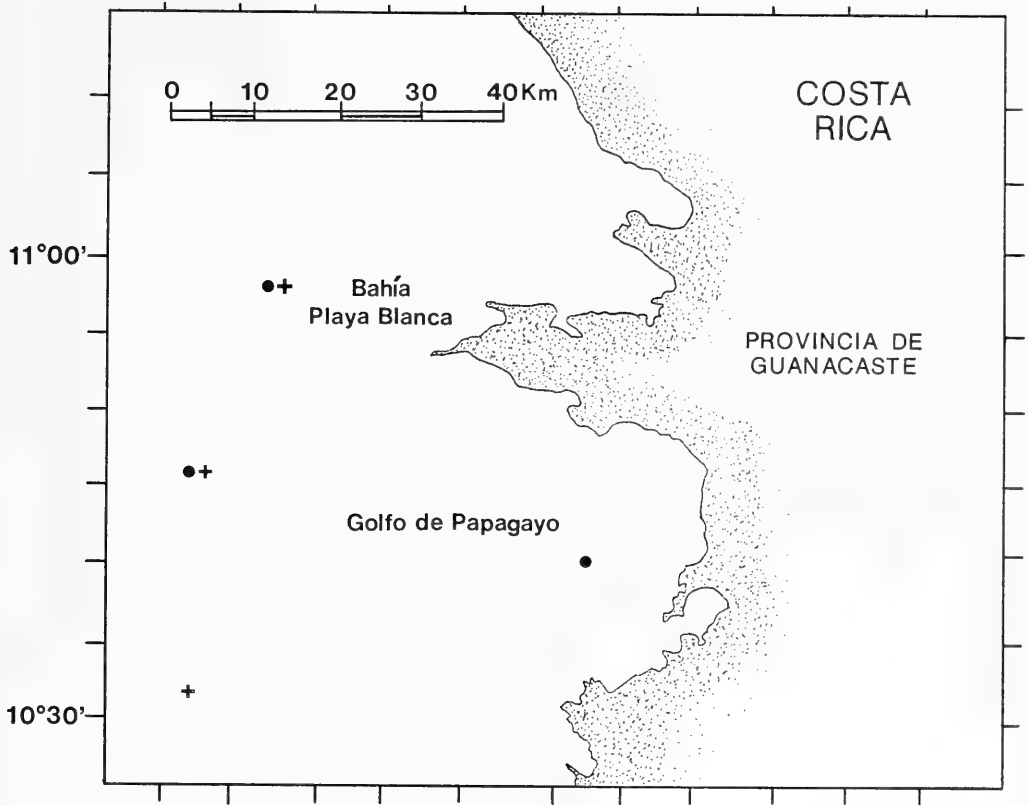 0 10 20 30 40Km
COSTA
RICA
11°00'
Bahía
Playa Blanca
PROVINCIA DE
GUANACASTE
Golfo de Papagayo
10°30'